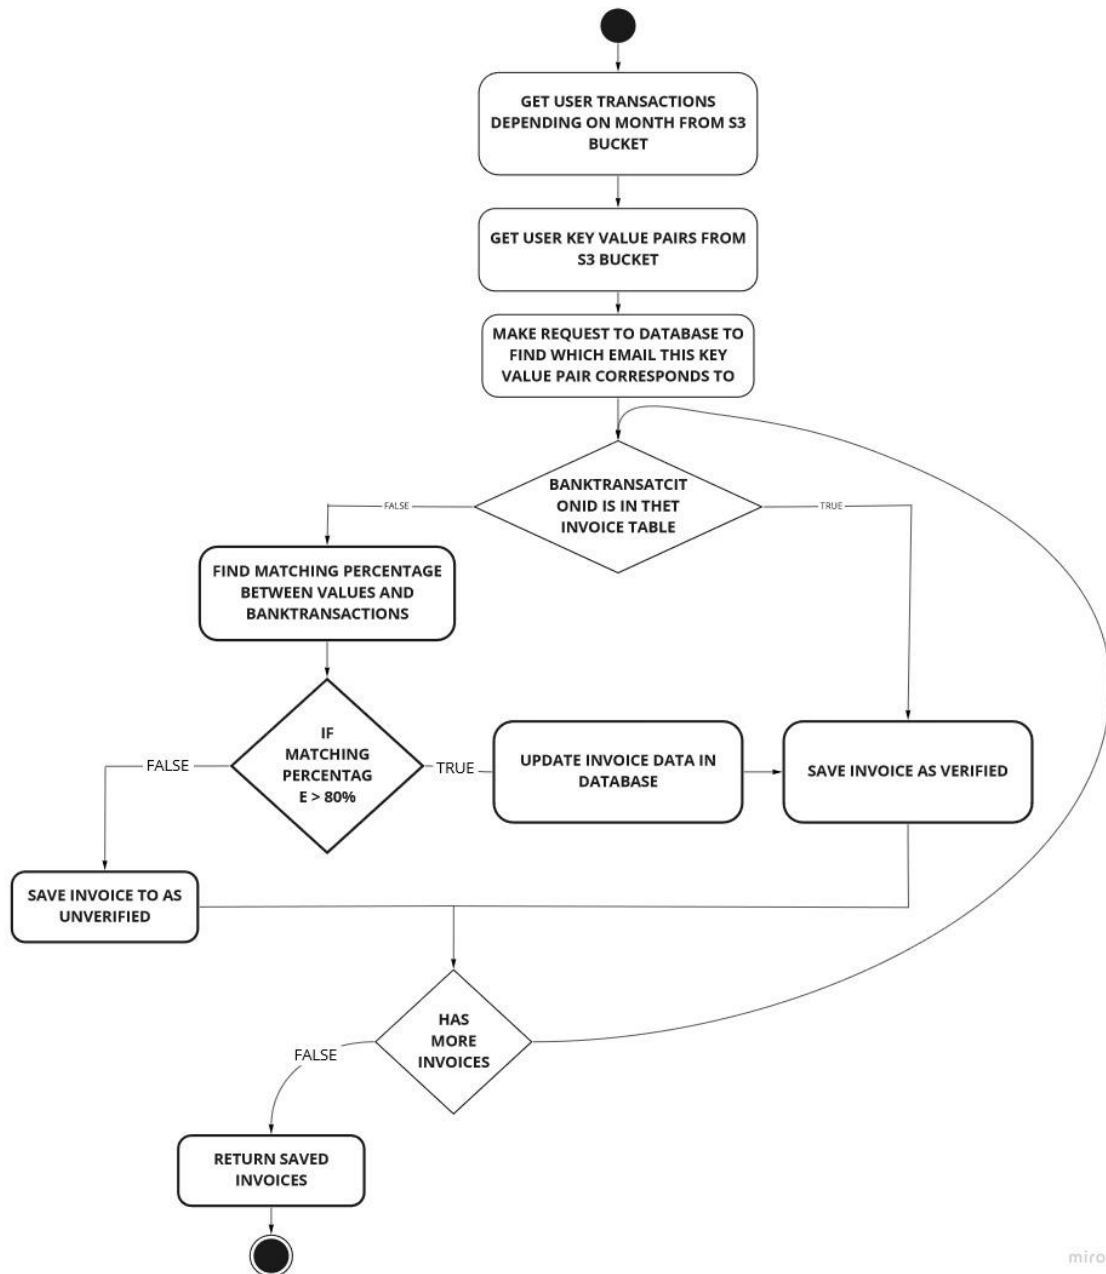 GET USER TRANSACTIONS
DEPENDING ON MONTH FROM S3
BUCKET
GET USER KEY VALUE PAIRS FROM
S3 BUCKET
MAKE REQUEST TO DATABASE TO
FIND WHICH EMAIL THIS KEY
VALUE PAIR CORRESPONDS TO
BANKTRANSATCIT
ONID IS IN THET
INVOICE TABLE
FALSE
TRUE
FIND MATCHING PERCENTAGE
BETWEEN VALUES AND
BANKTRANSACTIONS
IF
MATCHING
PERCENTAG
E > 80%
FALSE
TRUE
UPDATE INVOICE DATA IN
DATABASE
SAVE INVOICE AS VERIFIED
SAVE INVOICE TO AS
UNVERIFIED
HAS
MORE
INVOICES
FALSE
RETURN SAVED
INVOICES
miro